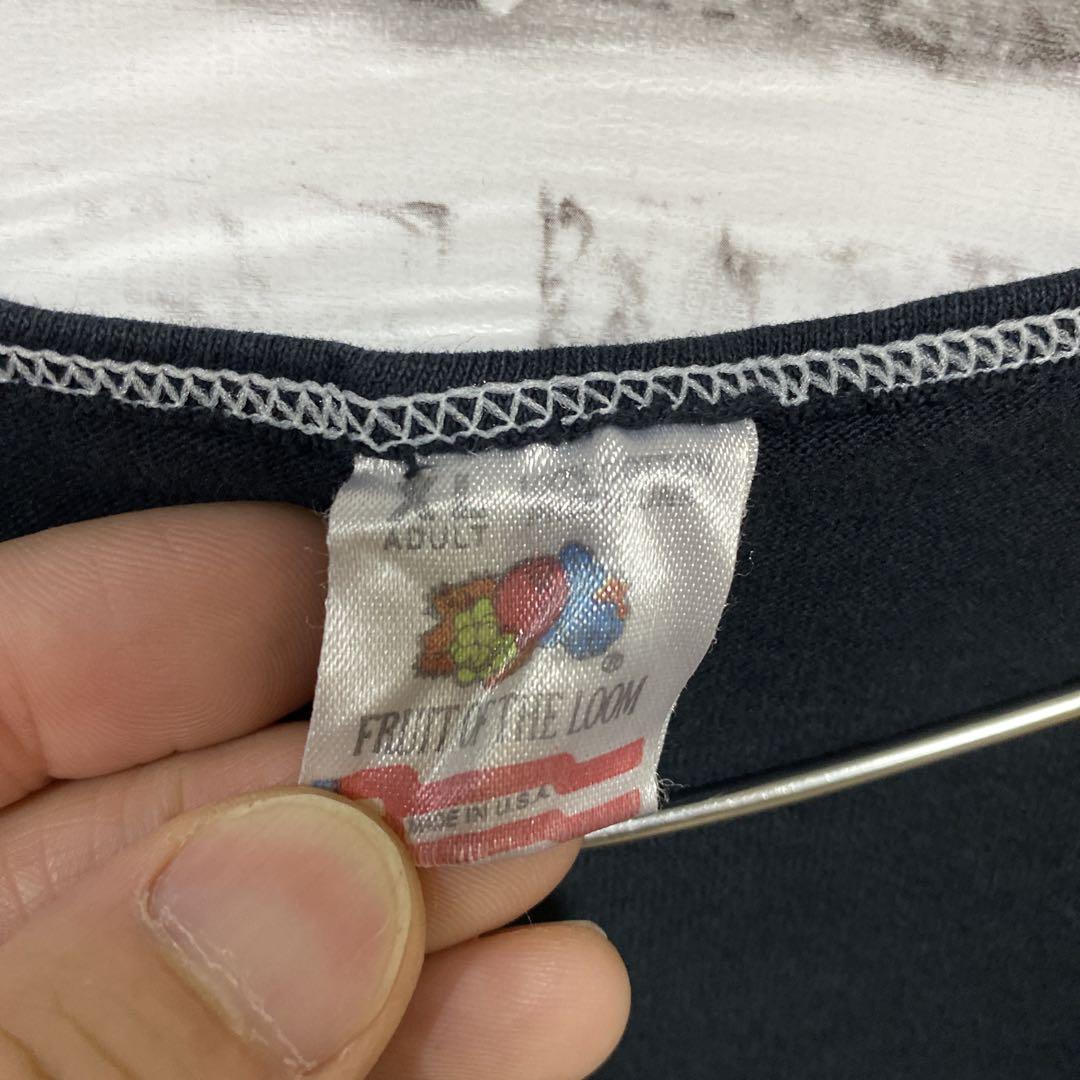 XL
ADULT
®
FRUIT OF THE LOOM
MADE IN U.S.A.